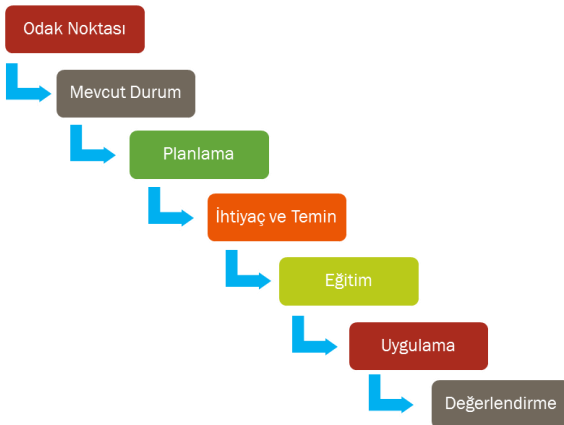 Odak Noktası
Mevcut Durum
Planlama
İhtiyaç ve Temin
Eğitim
Uygulama
Değerlendirme